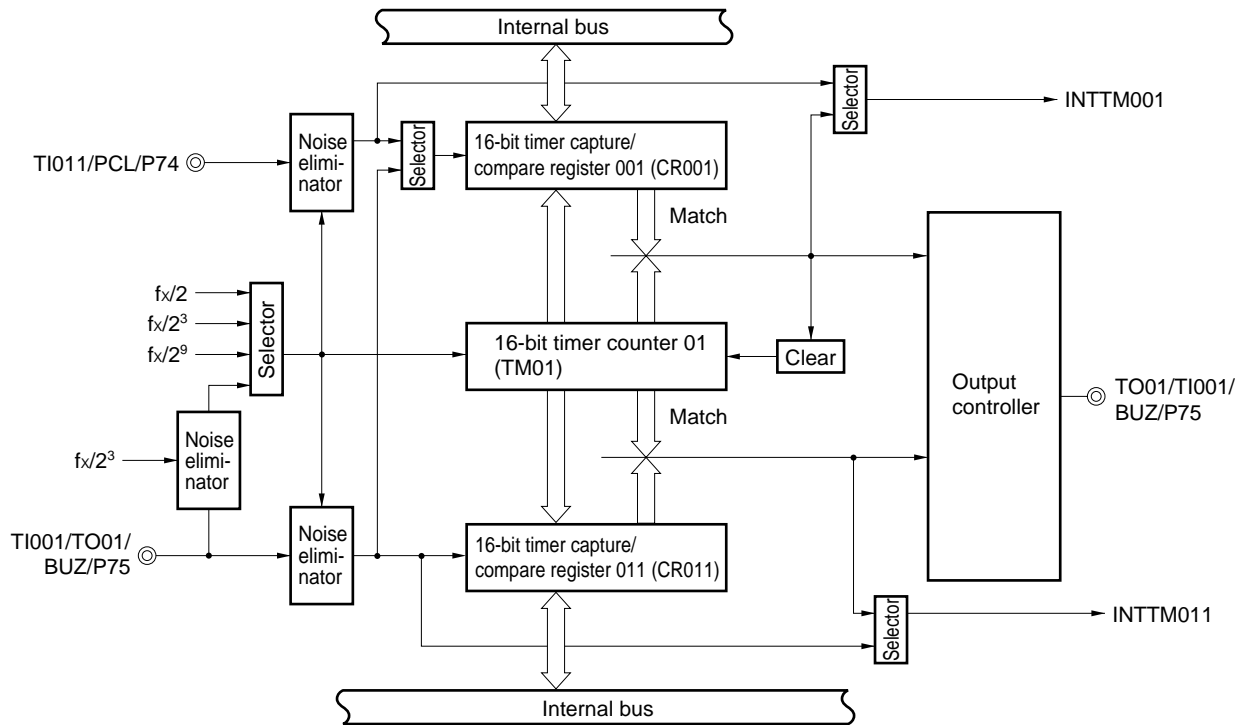 Internal bus
INTTM001
Selector
Noise
elimi-
nator
Selector
16-bit timer capture/
compare register 001 (CR001)
TI011/PCL/P74
Match
fX/2
fX/2³
fX/2⁹
Selector
16-bit timer counter 01
(TM01)
Clear
Output
controller
TO01/TI001/
BUZ/P75
Match
fX/2³
Noise
elimi-
nator
TI001/TO01/
BUZ/P75
Noise
elimi-
nator
16-bit timer capture/
compare register 011 (CR011)
Selector
INTTM011
Internal bus